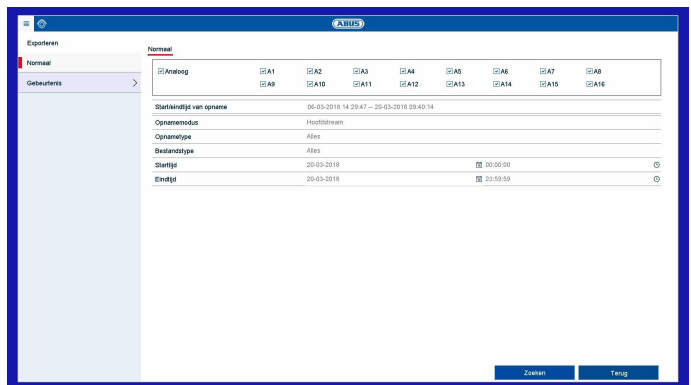 ABUS
Exporteren
Normaal
Normaal
Gebeurtenis
Analoog A1 A2 A3 A4 A5 A6 A7 A8
A9 A10 A11 A12 A13 A14 A15 A16
Start/eindtijd van opname 06-03-2018 14:29:47 -- 20-03-2018 09:40:14
Opnamemodus Hoofdstream
Opnametype Alles
Bestandstype Alles
Starttijd 20-03-2018 00:00:00
Eindtijd 20-03-2018 23:59:59
Zoeken Terug